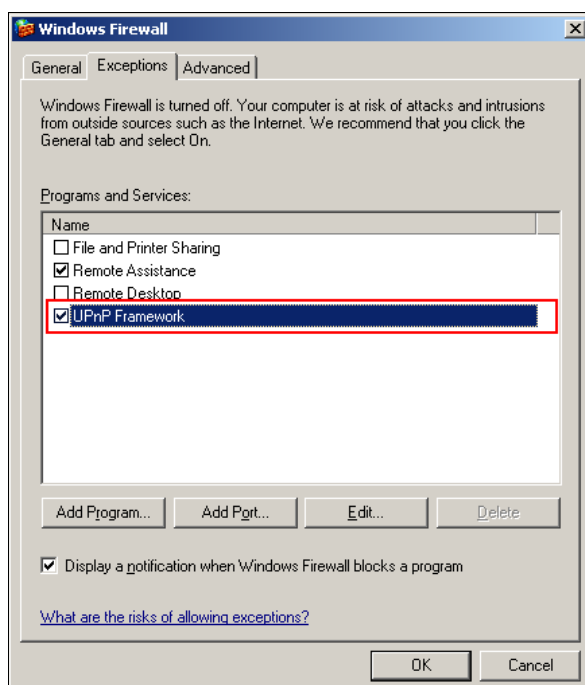 Windows Firewall
General Exceptions Advanced
Windows Firewall is turned off. Your computer is at risk of attacks and intrusions
from outside sources such as the Internet. We recommend that you click the
General tab and select On.
Programs and Services:
Name
File and Printer Sharing
Remote Assistance
Remote Desktop
UPnP Framework
Add Program... Add Port... Edit... Delete
Display a notification when Windows Firewall blocks a program
What are the risks of allowing exceptions?
OK Cancel